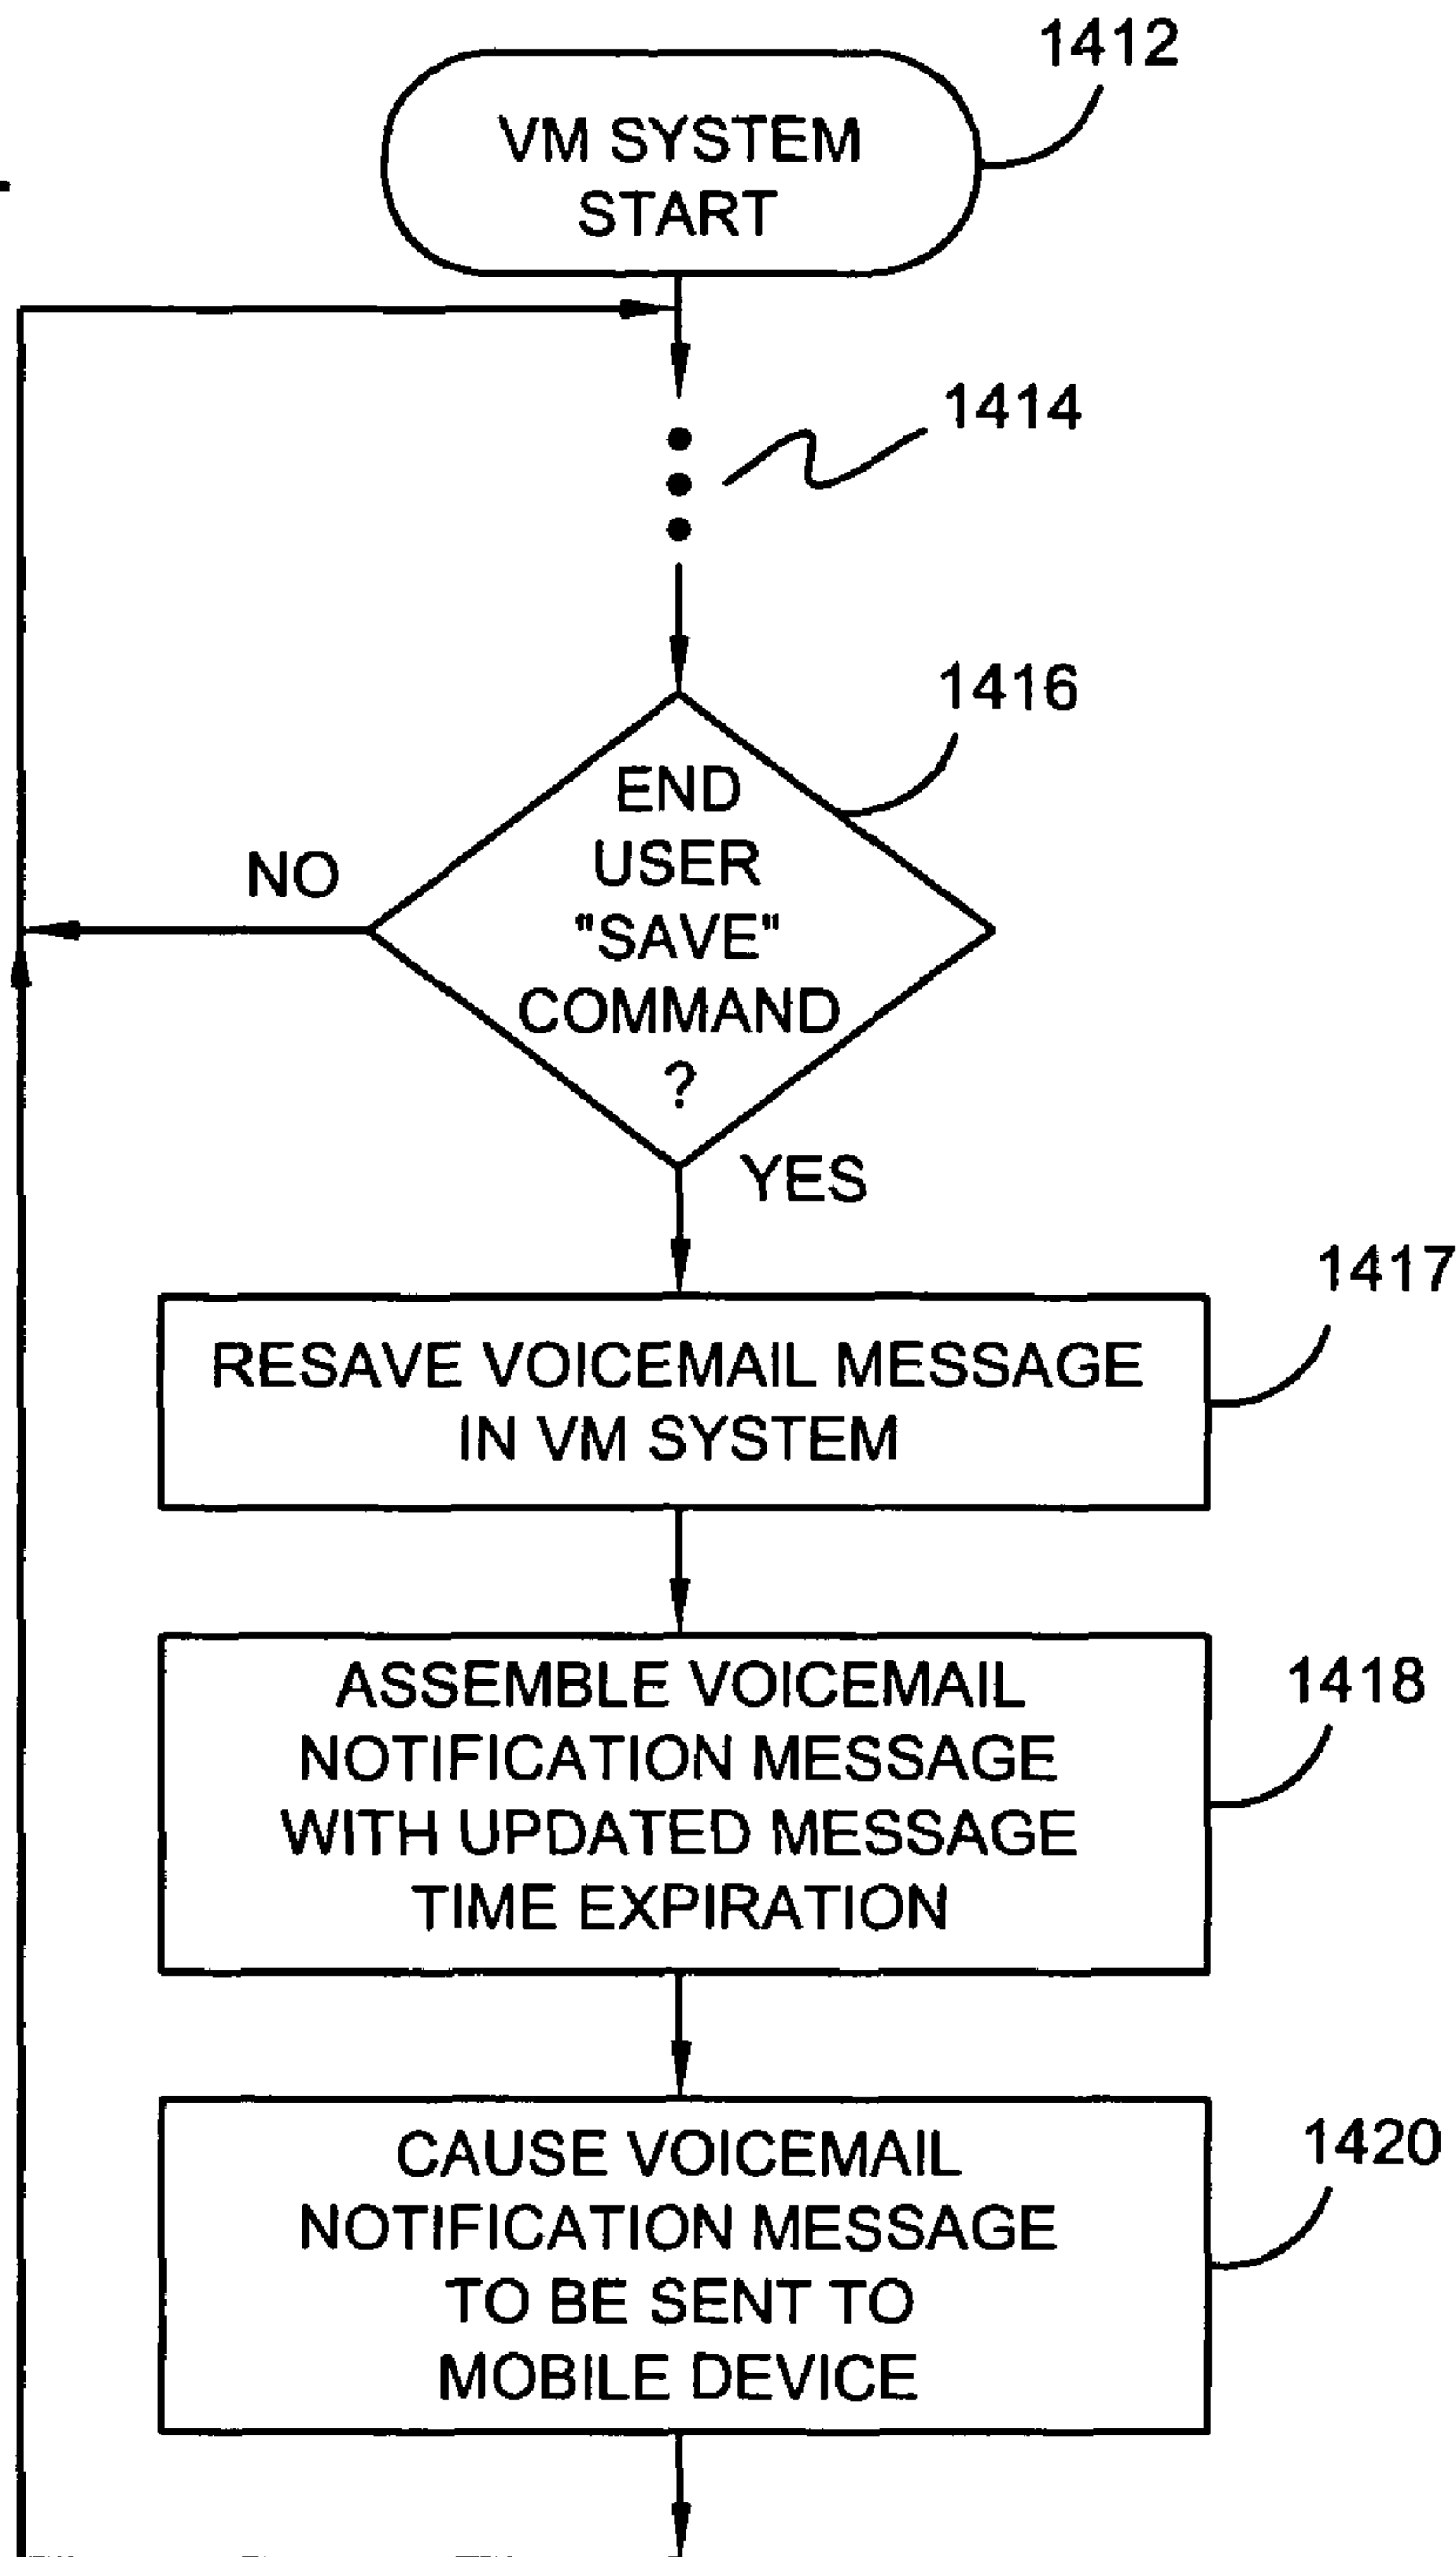 1412
VM SYSTEM
START
1414
1416
END
USER
"SAVE"
COMMAND
?
NO
YES
1417
RESAVE VOICEMAIL MESSAGE
IN VM SYSTEM
1418
ASSEMBLE VOICEMAIL
NOTIFICATION MESSAGE
WITH UPDATED MESSAGE
TIME EXPIRATION
1420
CAUSE VOICEMAIL
NOTIFICATION MESSAGE
TO BE SENT TO
MOBILE DEVICE